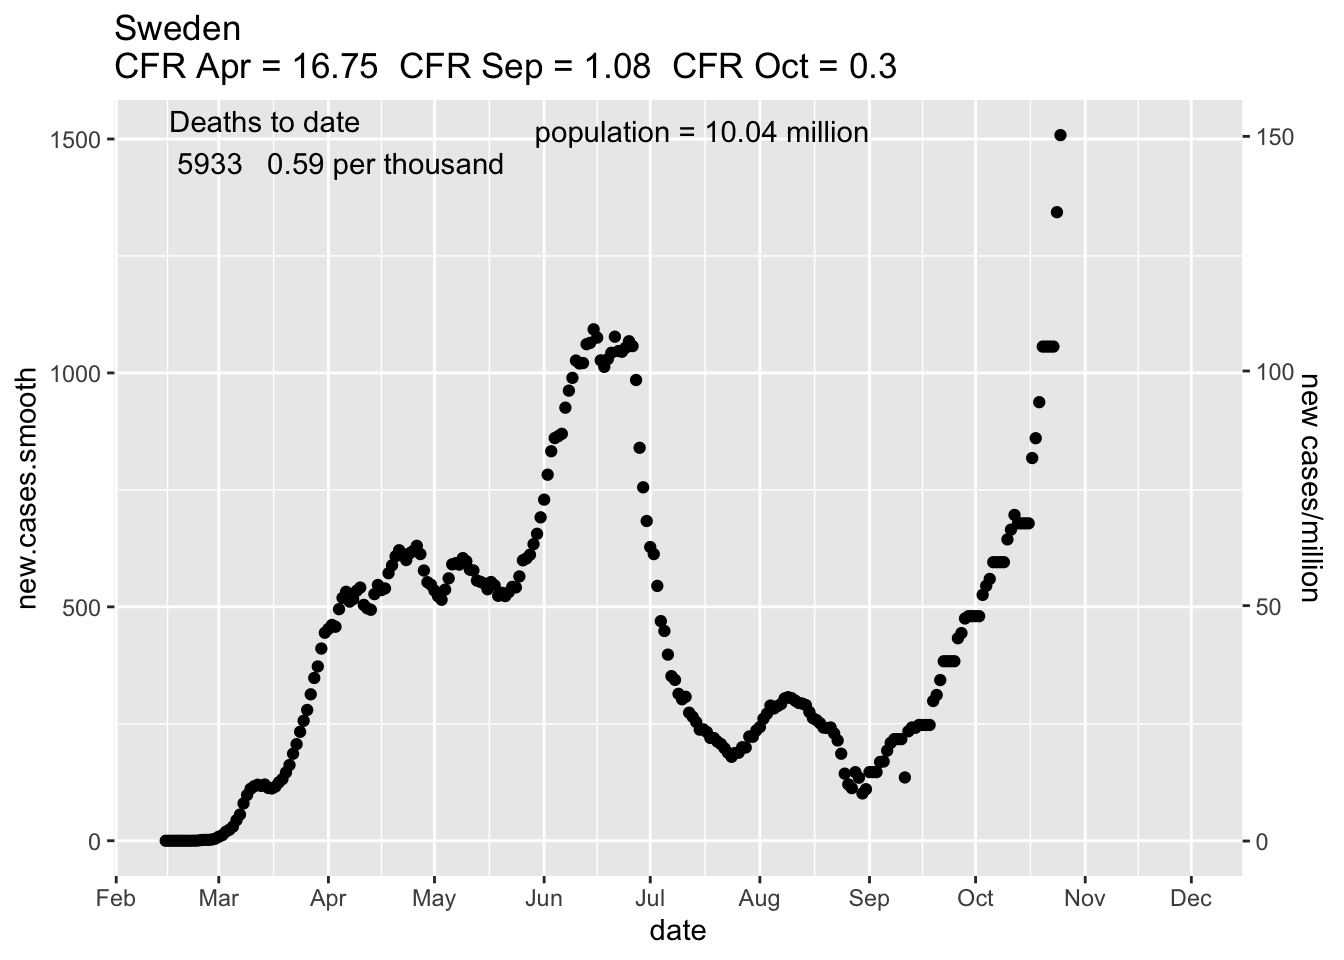 Sweden
CFR Apr = 16.75  CFR Sep = 1.08  CFR Oct = 0.3
Deaths to date
5933   0.59 per thousand
population = 10.04 million
new.cases.smooth
1500
1000
500
0
150
100
50
0
new cases/million
Feb Mar Apr May Jun Jul Aug Sep Oct Nov Dec
date